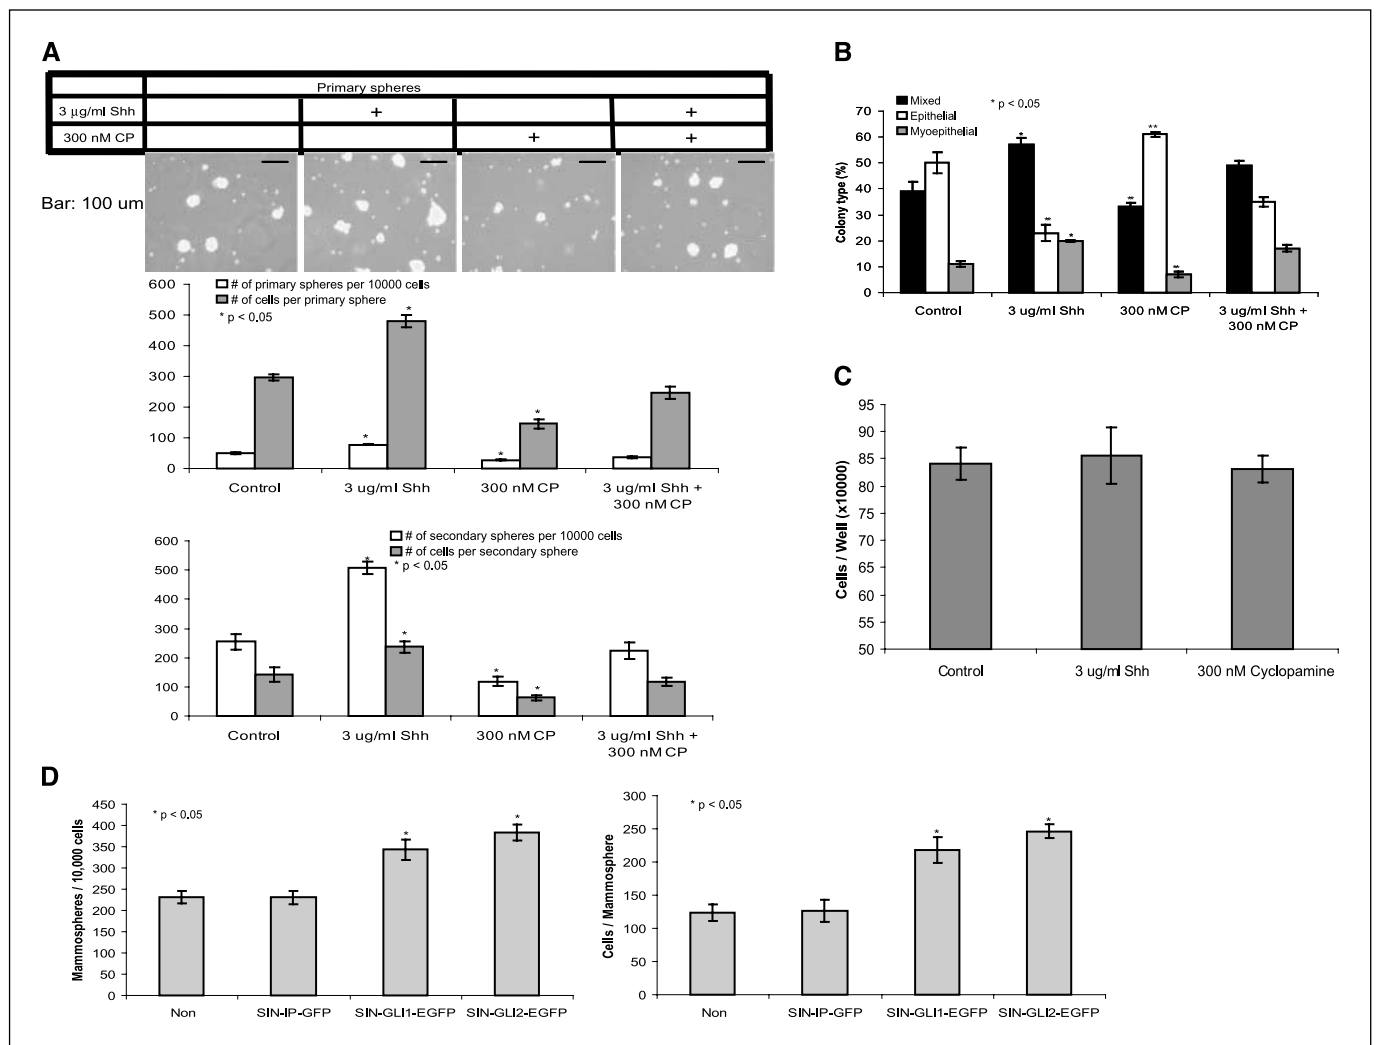 A
Primary spheres
3 µg/ml Shh + +
300 nM CP + +
Bar: 100 um
# of primary spheres per 10000 cells
# of cells per primary sphere
* p < 0.05
600
500
400
300
200
100
0
* * * *
Control 3 ug/ml Shh 300 nM CP 3 ug/ml Shh +
300 nM CP
# of secondary spheres per 10000 cells
# of cells per secondary sphere
* p < 0.05
600
500
400
300
200
100
0
* * * *
Control 3 ug/ml Shh 300 nM CP 3 ug/ml Shh +
300 nM CP
B
Mixed
Epithelial
Myoepithelial
* p < 0.05
Colony type (%)
70
60
50
40
30
20
10
0
* ** * ** ** **
Control 3 ug/ml Shh 300 nM CP 3 ug/ml Shh +
300 nM CP
C
Cells / Well (x10000)
95
90
85
80
75
70
65
60
55
50
Control 3 ug/ml Shh 300 nM Cyclopamine
D
Mammospheres / 10,000 cells
* p < 0.05
450
400
350
300
250
200
150
100
50
0
* *
Non SIN-IP-GFP SIN-GLI1-EGFP SIN-GLI2-EGFP
Cells / Mammosphere
* p < 0.05
300
250
200
150
100
50
0
* *
Non SIN-IP-GFP SIN-GLI1-EGFP SIN-GLI2-EGFP